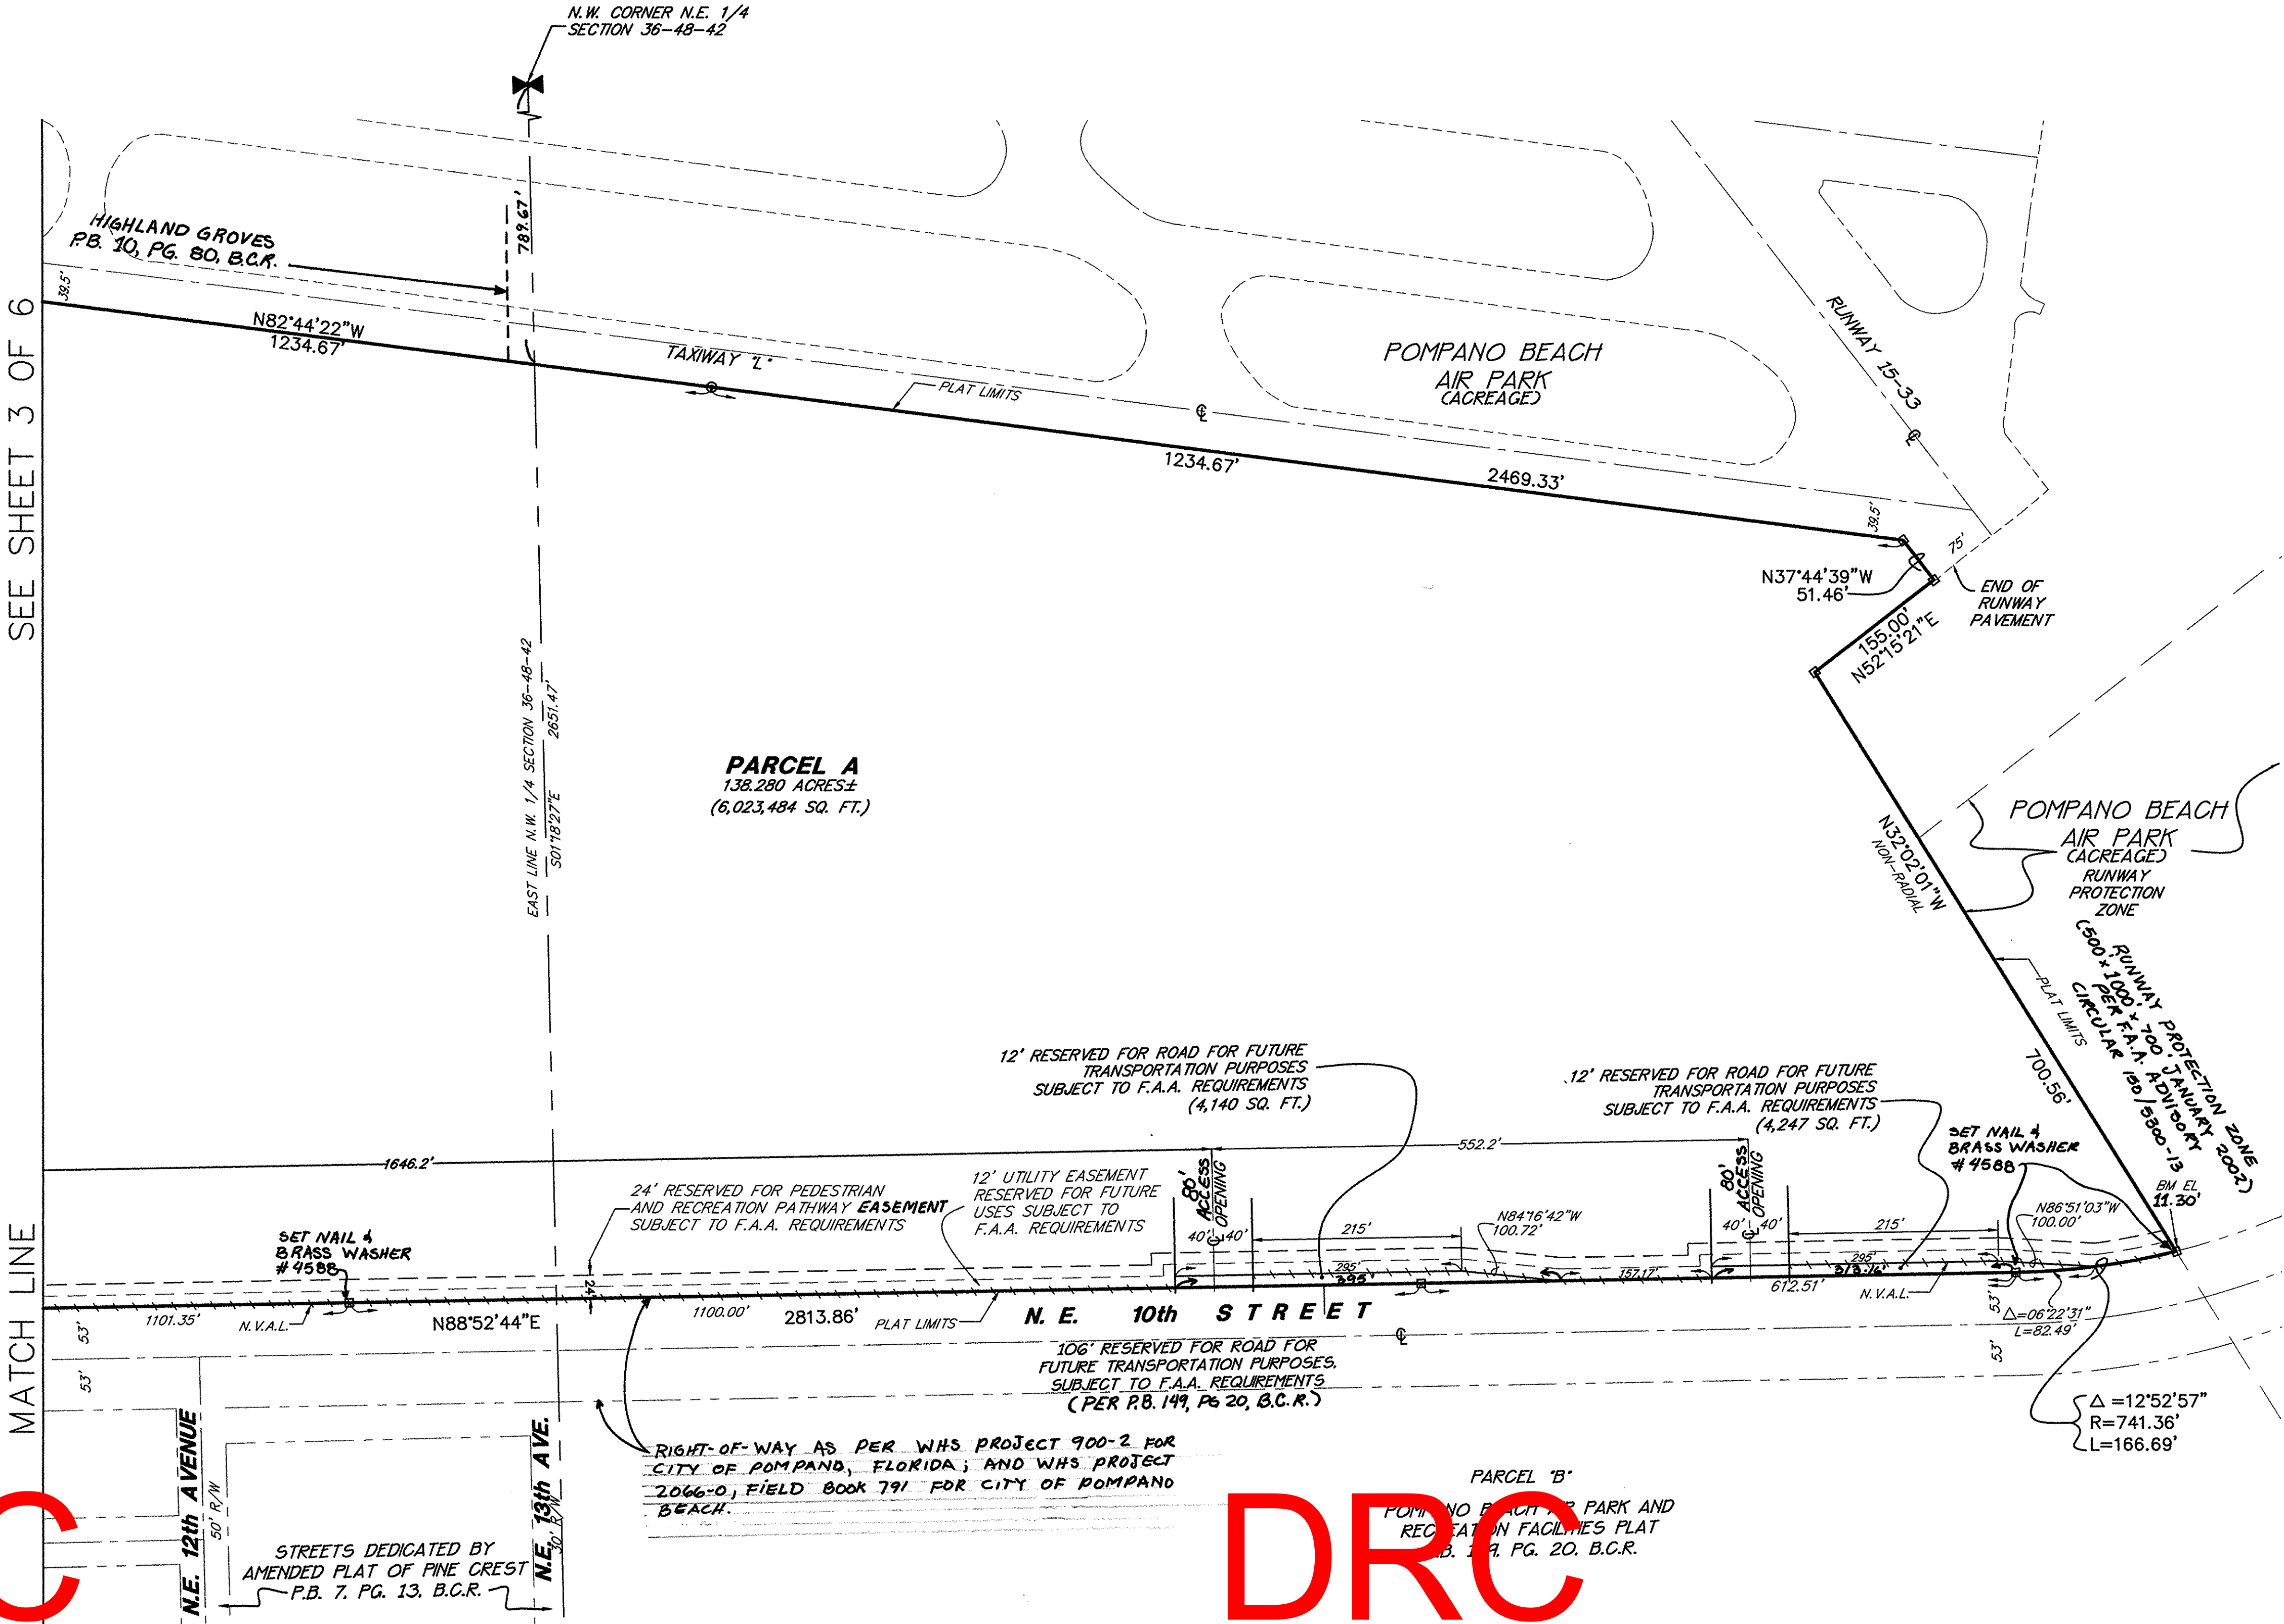 N.W. CORNER N.E. 1/4
SECTION 36-48-42
789.67'
HIGHLAND GROVES
P.B. 10, PG. 80, B.C.R.
39.5'
N82°44'22"W
1234.67'
TAXIWAY "L"
PLAT LIMITS
℄
1234.67'
2469.33'
POMPANO BEACH
AIR PARK
(ACREAGE)
RUNWAY 15-33
℄
39.5'
75'
N37°44'39"W
51.46'
END OF
RUNWAY
PAVEMENT
155.00'
N52°15'21"E
SEE SHEET 3 OF 6
MATCH LINE
EAST LINE N.W. 1/4 SECTION 36-48-42
S01°18'27"E 2651.47'
PARCEL A
138.280 ACRES±
(6,023,484 SQ. FT.)
POMPANO BEACH
AIR PARK
(ACREAGE)
RUNWAY
PROTECTION
ZONE
N32°02'01"W
NON-RADIAL
PLAT LIMITS
700.56'
RUNWAY PROTECTION ZONE
(500' x 1000' x 700' JANUARY 2002)
PER F.A.A. ADVISORY
CIRCULAR 150/5300-13
12' RESERVED FOR ROAD FOR FUTURE
TRANSPORTATION PURPOSES
SUBJECT TO F.A.A. REQUIREMENTS
(4,140 SQ. FT.)
12' RESERVED FOR ROAD FOR FUTURE
TRANSPORTATION PURPOSES
SUBJECT TO F.A.A. REQUIREMENTS
(4,247 SQ. FT.)
SET NAIL &
BRASS WASHER
#4588
BM EL
11.30'
1646.2'
552.2'
24' RESERVED FOR PEDESTRIAN
AND RECREATION PATHWAY EASEMENT
SUBJECT TO F.A.A. REQUIREMENTS
12' UTILITY EASEMENT
RESERVED FOR FUTURE
USES SUBJECT TO
F.A.A. REQUIREMENTS
80'
ACCESS
OPENING
40' 40'
215'
N84°16'42"W
100.72'
80'
ACCESS
OPENING
40' 40'
215'
N86°51'03"W
100.00'
SET NAIL &
BRASS WASHER
#4588
24'
295'
395'
157.17'
295'
313.16'
612.51'
53'
1101.35'
N.V.A.L.
N88°52'44"E
1100.00'
2813.86'
PLAT LIMITS
N. E. 10th STREET
℄
N.V.A.L.
53'
Δ=06°22'31"
L=82.49'
53'
53'
106' RESERVED FOR ROAD FOR
FUTURE TRANSPORTATION PURPOSES,
SUBJECT TO F.A.A. REQUIREMENTS
(PER P.B. 149, PG 20, B.C.R.)
Δ =12°52'57"
R=741.36'
L=166.69'
RIGHT-OF-WAY AS PER WHS PROJECT 900-2 FOR
CITY OF POMPANO, FLORIDA; AND WHS PROJECT
2066-0, FIELD BOOK 791 FOR CITY OF POMPANO
BEACH.
N.E. 12th AVENUE
50' R/W
N.E. 13th AVE.
30' R/W
STREETS DEDICATED BY
AMENDED PLAT OF PINE CREST
P.B. 7, PG. 13, B.C.R.
PARCEL "B"
POMPANO BEACH AIR PARK AND
RECREATION FACILITIES PLAT
P.B. 149, PG. 20, B.C.R.
C
DRC